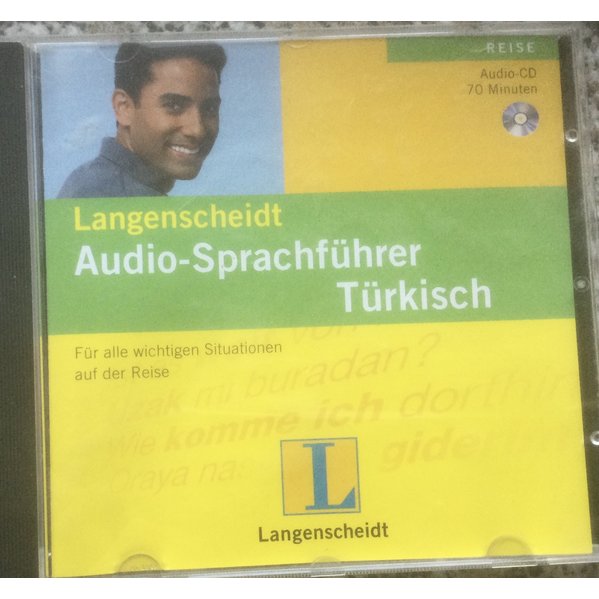 REISE
Audio-CD
70 Minuten
Langenscheidt
Audio-Sprachführer
Türkisch
Für alle wichtigen Situationen
auf der Reise
mi buradan?
Wie komme ich dorthin
Oraya
L
Langenscheidt